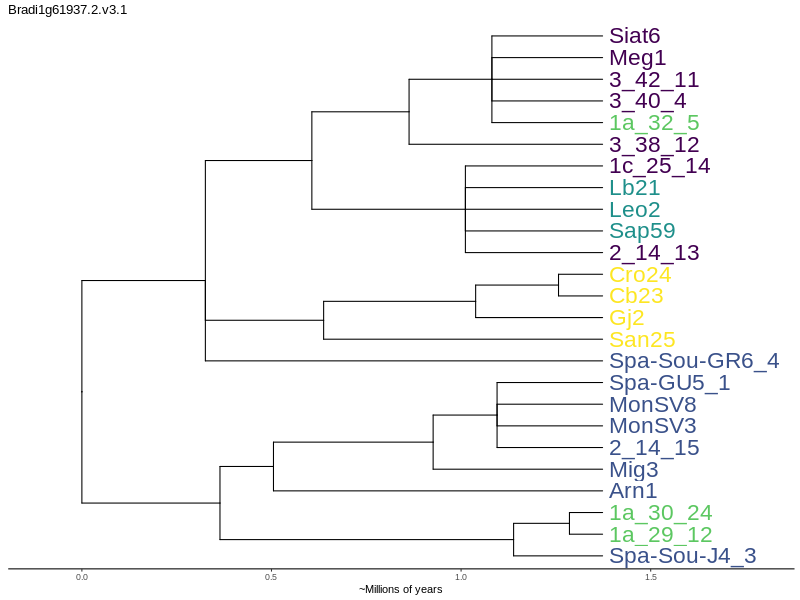 Bradi1g61937.2.v3.1
Siat6
Meg1
3_42_11
3_40_4
1a_32_5
3_38_12
1c_25_14
Lb21
Leo2
Sap59
2_14_13
Cro24
Cb23
Gj2
San25
Spa-Sou-GR6_4
Spa-GU5_1
MonSV8
MonSV3
2_14_15
Mig3
Arn1
1a_30_24
1a_29_12
Spa-Sou-J4_3
0.0 0.5 1.0 1.5
~Millions of years